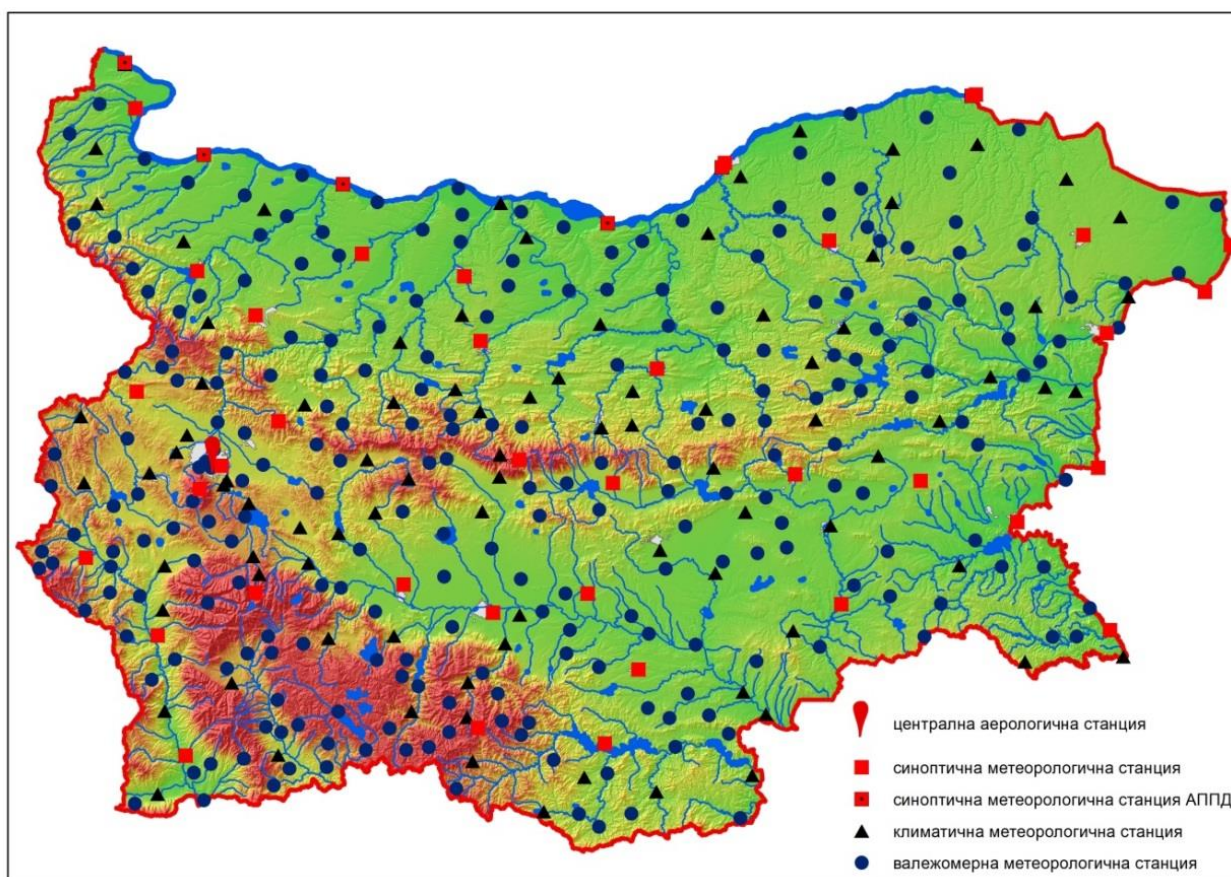 централна аерологична станция
синоптична метеорологична станция
синоптична метеорологична станция АППД
климатична метеорологична станция
валежомерна метеорологична станция